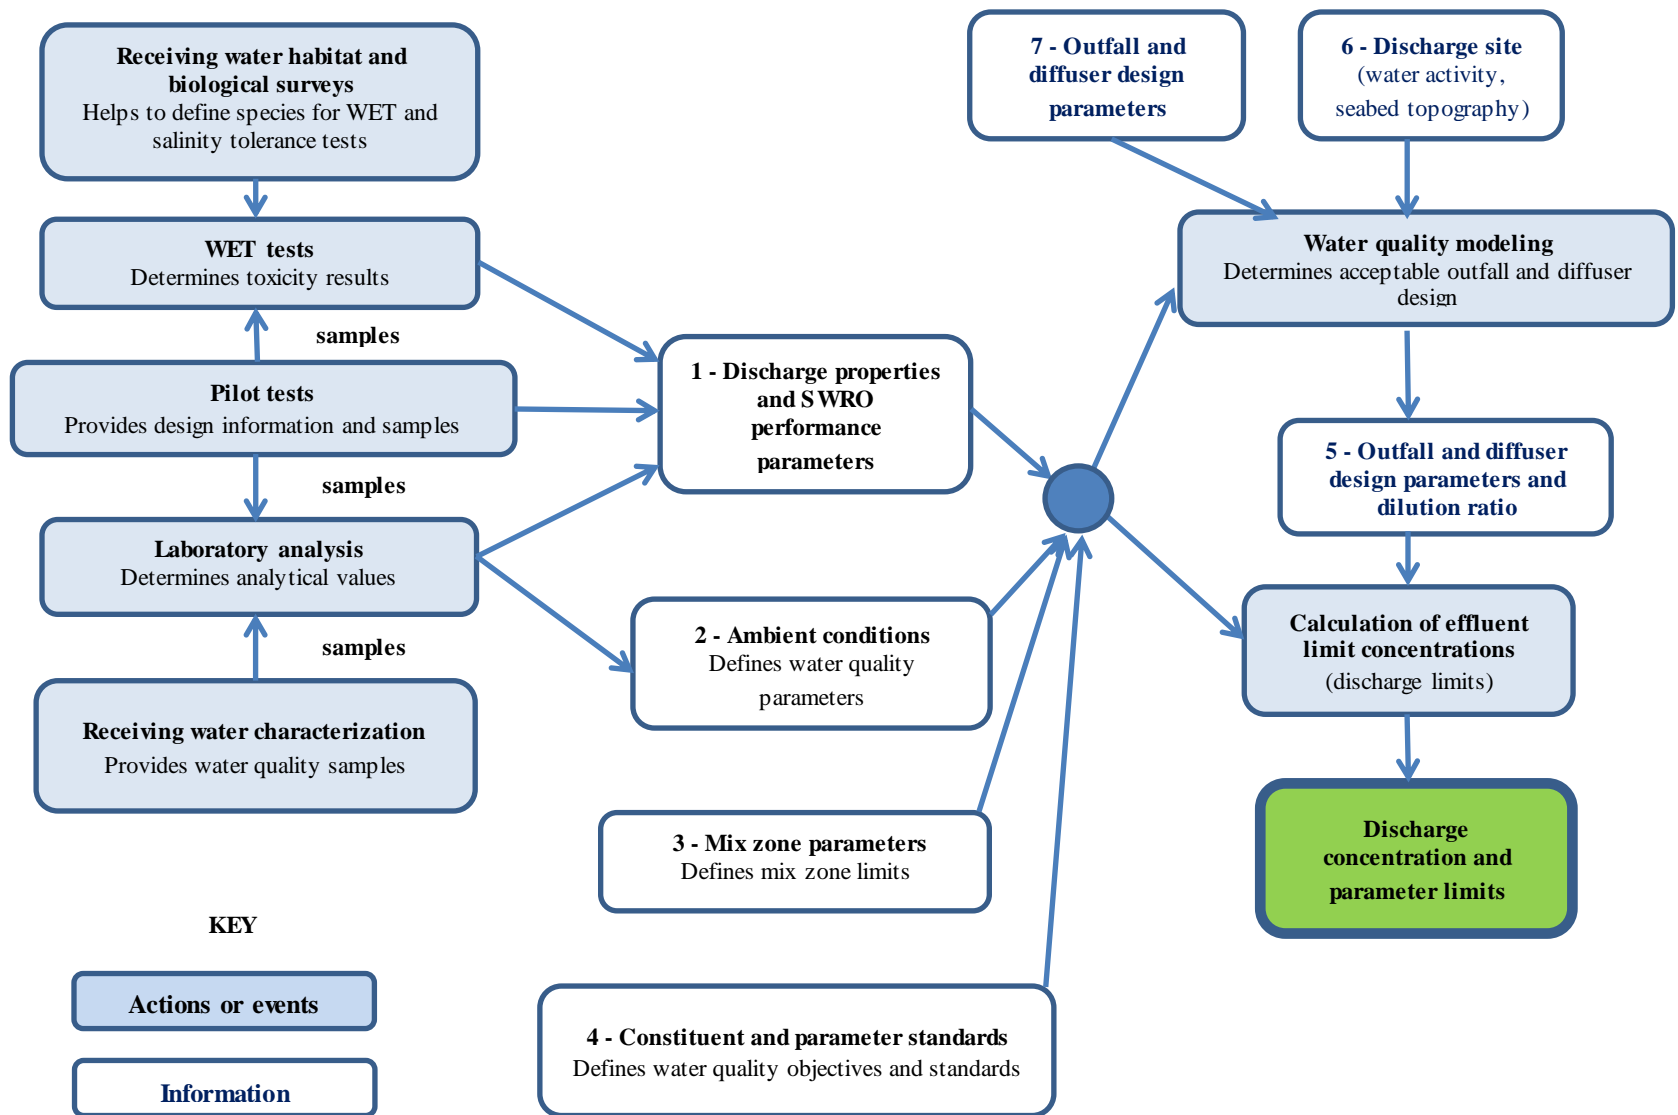 Receiving water habitat and
biological surveys
Helps to define species for WET and
salinity tolerance tests
WET tests
Determines toxicity results
samples
Pilot tests
Provides design information and samples
samples
Laboratory analysis
Determines analytical values
samples
Receiving water characterization
Provides water quality samples
KEY
Actions or events
Information
1 - Discharge properties
and SWRO
performance
parameters
2 - Ambient conditions
Defines water quality
parameters
3 - Mix zone parameters
Defines mix zone limits
4 - Constituent and parameter standards
Defines water quality objectives and standards
7 - Outfall and
diffuser design
parameters
6 - Discharge site
(water activity,
seabed topography)
Water quality modeling
Determines acceptable outfall and diffuser
design
5 - Outfall and diffuser
design parameters and
dilution ratio
Calculation of effluent
limit concentrations
(discharge limits)
Discharge
concentration and
parameter limits